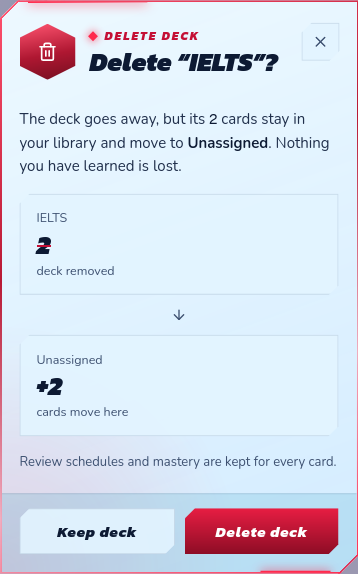 DELETE DECK
Delete “IELTS”?
The deck goes away, but its 2 cards stay in
your library and move to Unassigned. Nothing
you have learned is lost.
IELTS
2
deck removed
Unassigned
+2
cards move here
Review schedules and mastery are kept for every card.
Keep deck
Delete deck